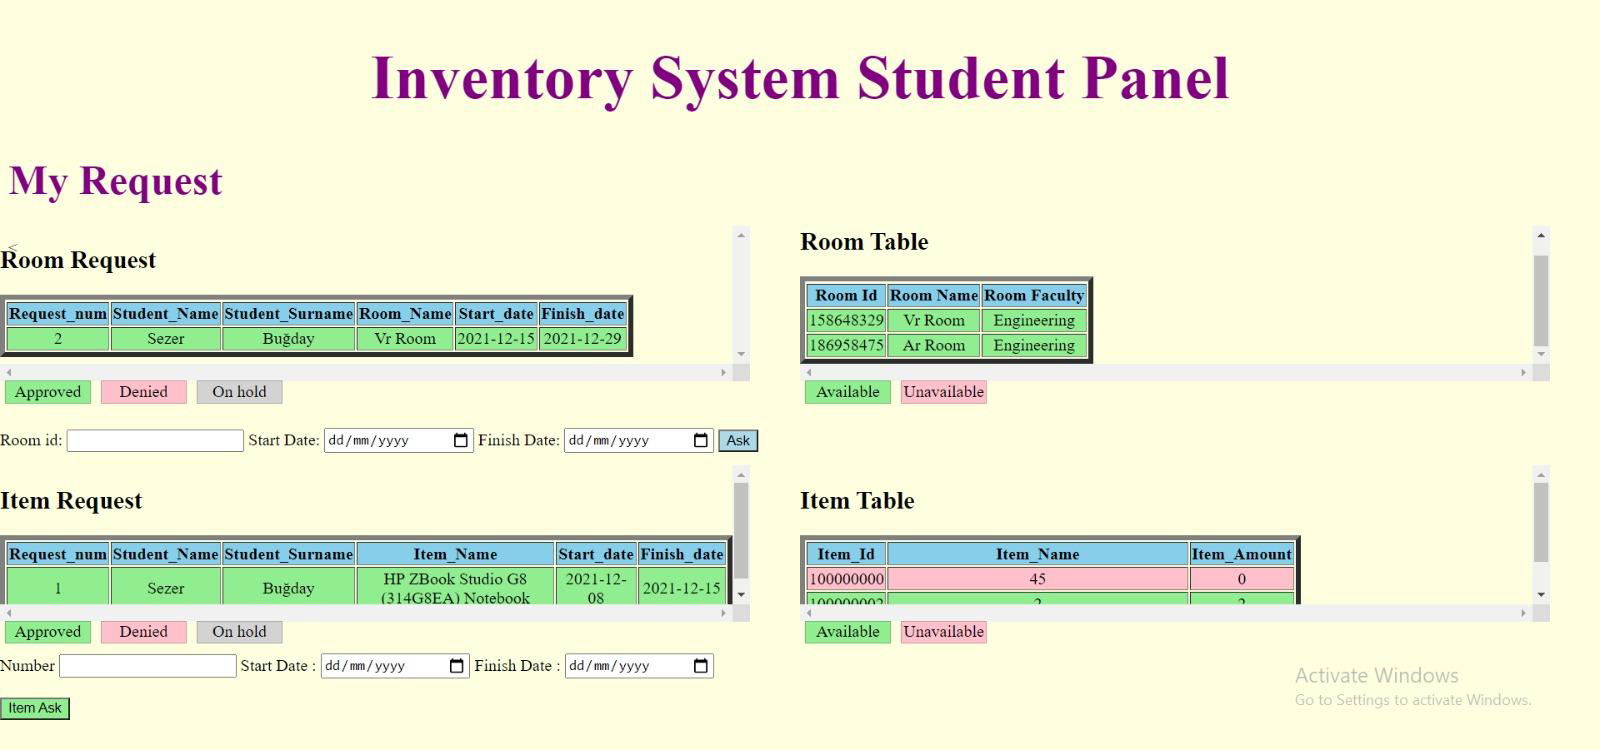 Inventory System Student Panel
My Request
<
Room Request
Request_num Student_Name Student_Surname Room_Name Start_date Finish_date
2 Sezer Buğday Vr Room 2021-12-15 2021-12-29
Approved Denied On hold
Room id: Start Date: dd/mm/yyyy Finish Date: dd/mm/yyyy Ask
Room Table
Room Id Room Name Room Faculty
158648329 Vr Room Engineering
186958475 Ar Room Engineering
Available Unavailable
Item Request
Request_num Student_Name Student_Surname Item_Name Start_date Finish_date
1 Sezer Buğday HP ZBook Studio G8 (314G8EA) Notebook 2021-12-08 2021-12-15
Approved Denied On hold
Number Start Date : dd/mm/yyyy Finish Date : dd/mm/yyyy
Item Ask
Item Table
Item_Id Item_Name Item_Amount
100000000 45 0
Available Unavailable
Activate Windows
Go to Settings to activate Windows.